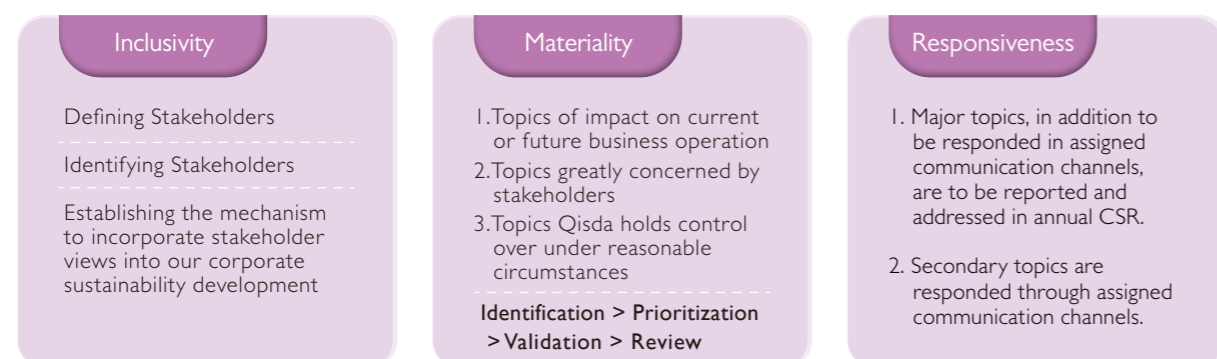 Inclusivity
Defining Stakeholders
Identifying Stakeholders
Establishing the mechanism
to incorporate stakeholder
views into our corporate
sustainability development
Materiality
1.Topics of impact on current
or future business operation
2.Topics greatly concerned by
stakeholders
3.Topics Qisda holds control
over under reasonable
circumstances
Identification > Prioritization
> Validation > Review
Responsiveness
1. Major topics, in addition to
be responded in assigned
communication channels,
are to be reported and
addressed in annual CSR.
2. Secondary topics are
responded through assigned
communication channels.